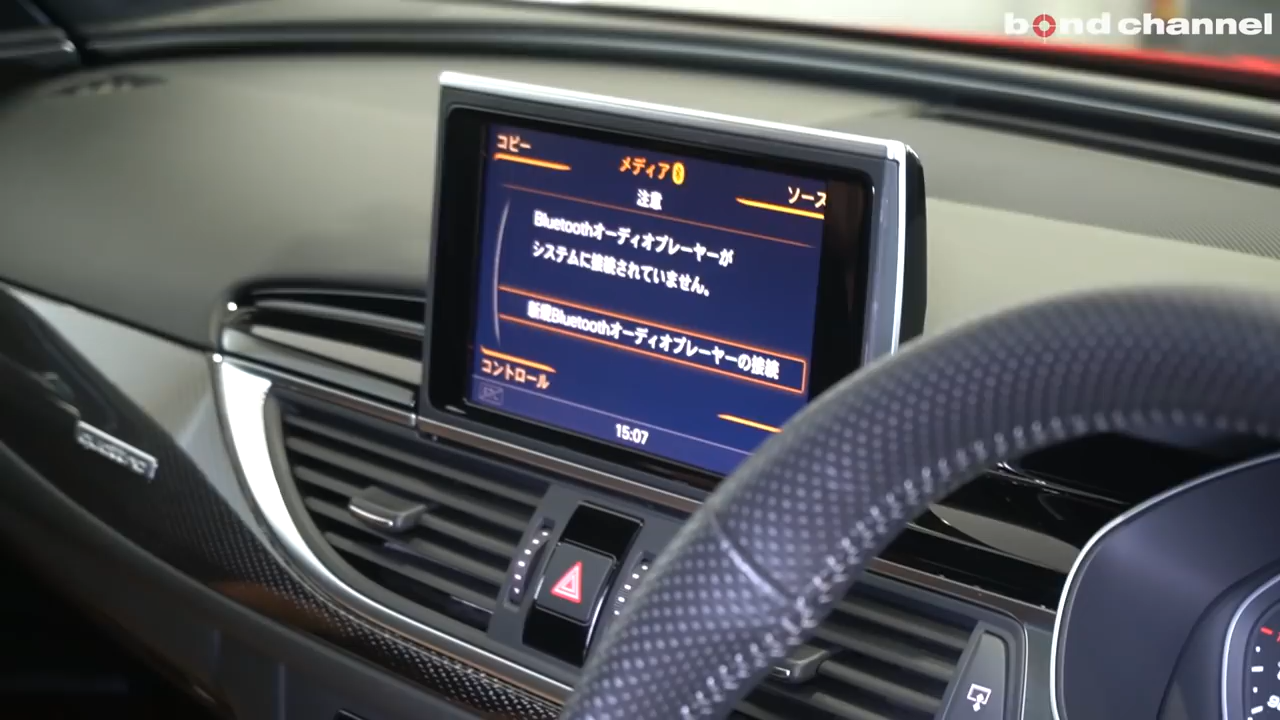 bond channel
コピー
メディア
ソース
注意
Bluetoothオーディオプレーヤーが
システムに接続されていません。
新規Bluetoothオーディオプレーヤーの接続
コントロール
15:07